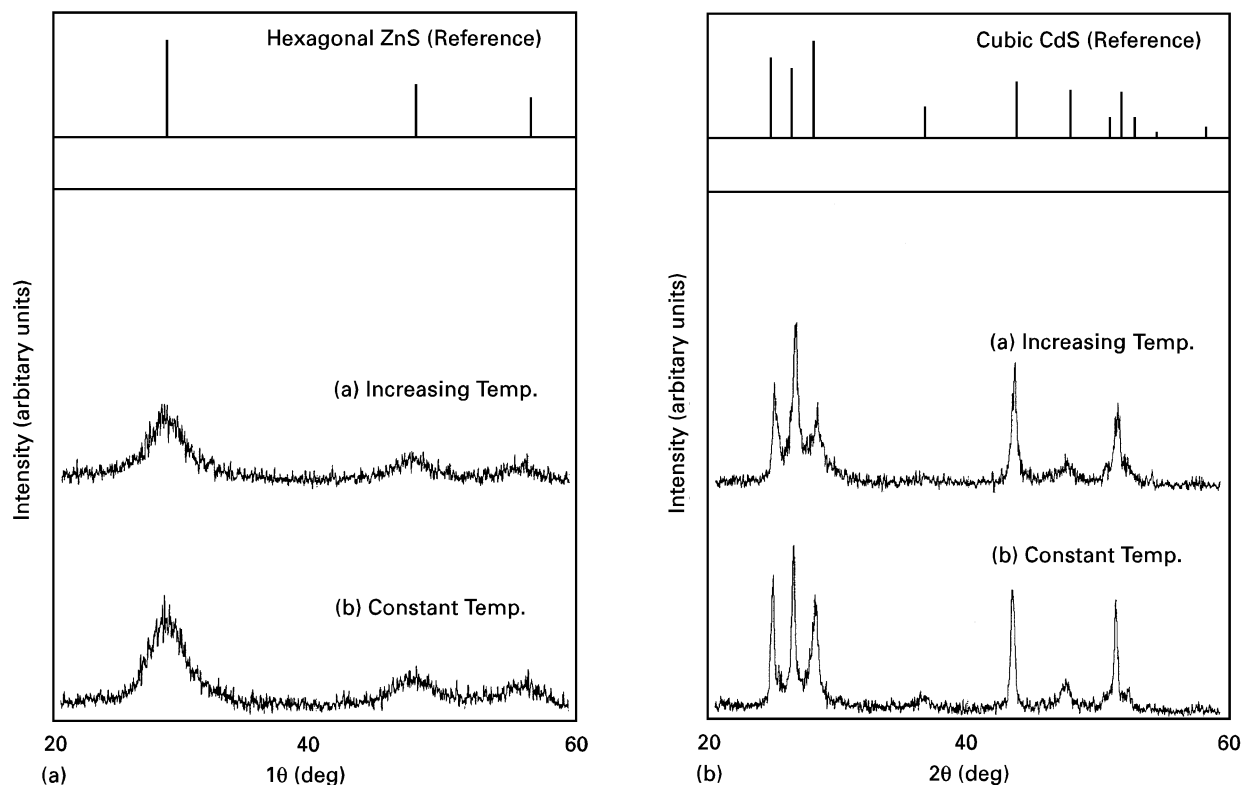 Hexagonal ZnS (Reference)
Intensity (arbitary units)
(a) Increasing Temp.
(b) Constant Temp.
20
40
60
(a)
1θ (deg)
Cubic CdS (Reference)
Intensity (arbitary units)
(a) Increasing Temp.
(b) Constant Temp.
20
40
60
(b)
2θ (deg)